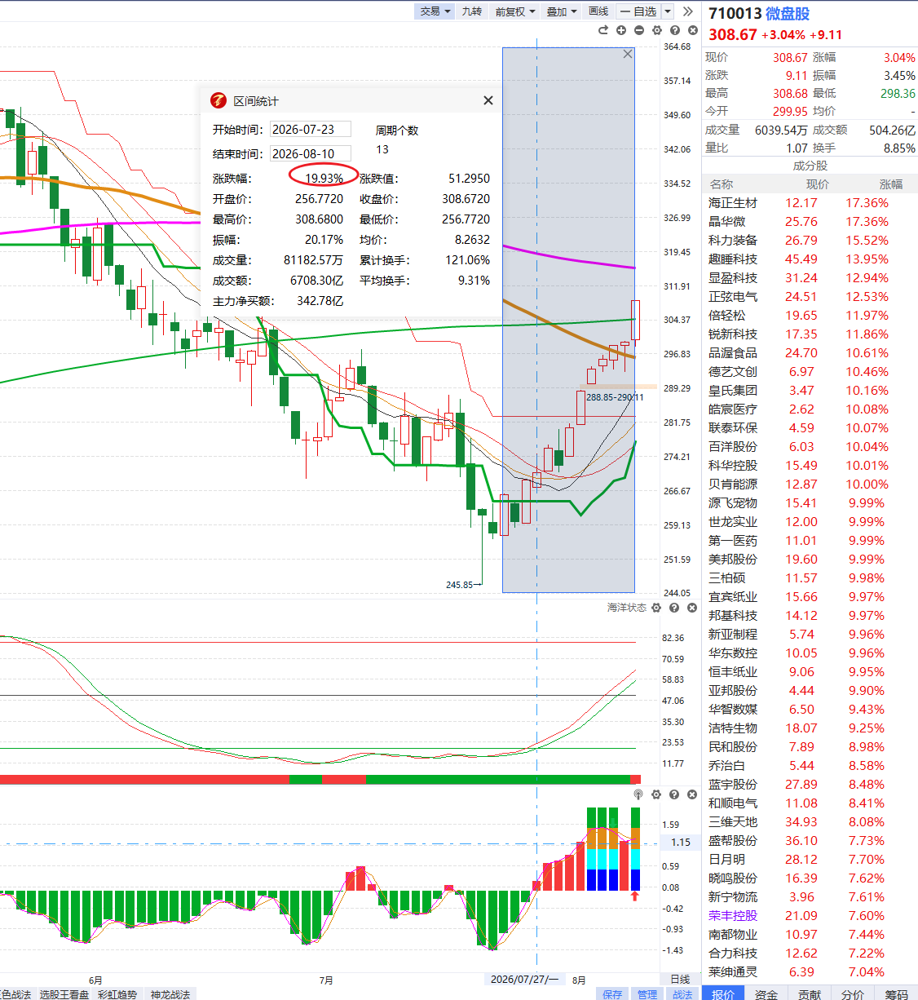 交易 九转 前复权 叠加 画线 一自选
710013 微盘股
308.67 +3.04% +9.11
现价 308.67 涨幅 3.04%
涨跌 9.11 振幅 3.45%
最高 308.68 最低 298.36
今开 299.95 均价 -
成交量 6039.54万 成交额 504.26亿
量比 1.07 换手 8.85%
成分股
名称 现价 涨幅
海正生材 12.17 17.36%
晶华微 25.76 17.36%
科力装备 26.79 15.52%
趣睡科技 45.49 13.95%
显盈科技 31.24 12.94%
正弦电气 24.51 12.53%
倍轻松 19.65 11.97%
锐新科技 17.35 11.86%
品渥食品 24.70 10.61%
德艺文创 6.97 10.46%
皇氏集团 3.47 10.16%
皓宸医疗 2.62 10.08%
联泰环保 4.59 10.07%
百洋股份 6.03 10.04%
科华控股 15.49 10.01%
贝肯能源 12.87 10.00%
源飞宠物 15.41 9.99%
世龙实业 12.00 9.99%
第一医药 11.01 9.99%
美邦股份 19.60 9.99%
三柏硕 11.57 9.98%
宜宾纸业 15.66 9.97%
邦基科技 14.12 9.97%
新亚制程 5.74 9.96%
华东数控 10.05 9.96%
恒丰纸业 9.06 9.95%
亚邦股份 4.44 9.90%
华智数媒 6.50 9.43%
洁特生物 18.07 9.25%
民和股份 7.89 8.98%
乔治白 5.44 8.58%
蓝宇股份 27.89 8.48%
和顺电气 11.08 8.41%
三维天地 34.93 8.08%
盛帮股份 36.10 7.73%
日月明 28.12 7.70%
晓鸣股份 16.39 7.62%
新宁物流 3.96 7.61%
荣丰控股 21.09 7.60%
南都物业 10.97 7.44%
合力科技 12.62 7.22%
莱绅通灵 6.39 7.04%
报价 资金 贡献 分价 筹码
区间统计
开始时间: 2026-07-23 周期个数
结束时间: 2026-08-10 13
涨跌幅: 19.93% 涨跌值: 51.2950
开盘价: 256.7720 收盘价: 308.6720
最高价: 308.6800 最低价: 256.7720
振幅: 20.17% 均价: 8.2632
成交量: 81182.57万 累计换手: 121.06%
成交额: 6708.30亿 平均换手: 9.31%
主力净买额: 342.78亿
364.68
357.14
349.60
342.06
334.52
326.99
319.45
311.91
304.37
296.83
289.29
281.75
274.21
266.67
259.13
251.59
244.05
288.85-290.11
245.85
海洋状态
82.36
70.59
58.83
47.06
35.30
23.53
11.77
1.59
1.15
0.59
0.08
-0.42
-0.93
-1.43
6月 7月 2026/07/27/一 8月 日线
色战法 选股王看盘 彩虹趋势 神龙战法 保存 管理 战法